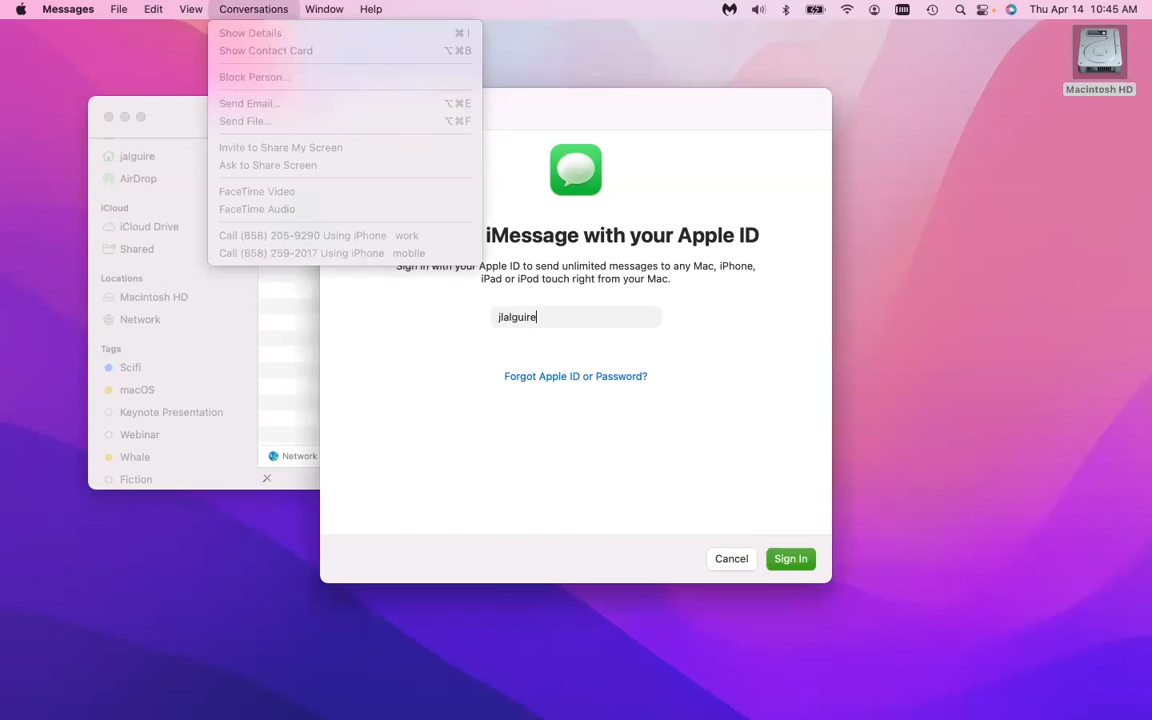 Messages File Edit View Conversations Window Help Thu Apr 14 10:45 AM
Show Details ⌘ I
Show Contact Card ⌥⌘B
Block Person...
Send Email... ⌥⌘E
Send File... ⌥⌘F
Invite to Share My Screen
Ask to Share Screen
FaceTime Video
FaceTime Audio
Call (858) 205-9290 Using iPhone work
Call (858) 259-2017 Using iPhone mobile
jalguire
AirDrop
iCloud
iCloud Drive
Shared
Locations
Macintosh HD
Network
Tags
Scifi
macOS
Keynote Presentation
Webinar
Whale
Fiction
Network
iMessage with your Apple ID
Sign in with your Apple ID to send unlimited messages to any Mac, iPhone,
iPad or iPod touch right from your Mac.
jlalguire
Forgot Apple ID or Password?
Cancel Sign In
Macintosh HD